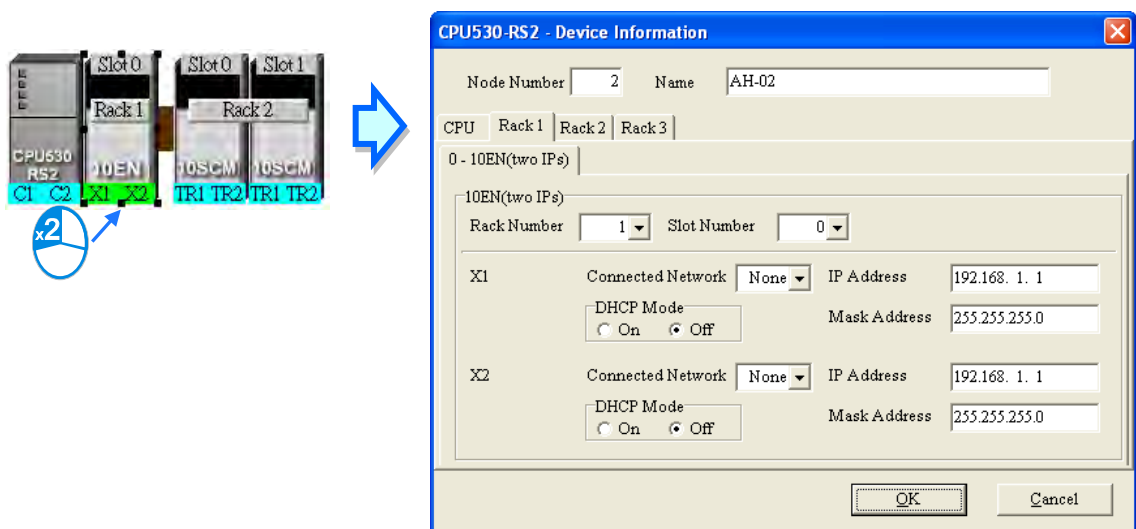 Slot 0 Slot 0 Slot 1
Rack 1 Rack 2
CPU530 RS2 10EN 10SCM 10SCM
C1 C2 X1 X2 TR1 TR2 TR1 TR2
x2
CPU530-RS2 - Device Information
Node Number 2 Name AH-02
CPU Rack 1 Rack 2 Rack 3
0 - 10EN(two IPs)
10EN(two IPs)
Rack Number 1 Slot Number 0
X1 Connected Network None IP Address 192.168. 1. 1
DHCP Mode
On Off Mask Address 255.255.255.0
X2 Connected Network None IP Address 192.168. 1. 1
DHCP Mode
On Off Mask Address 255.255.255.0
OK Cancel